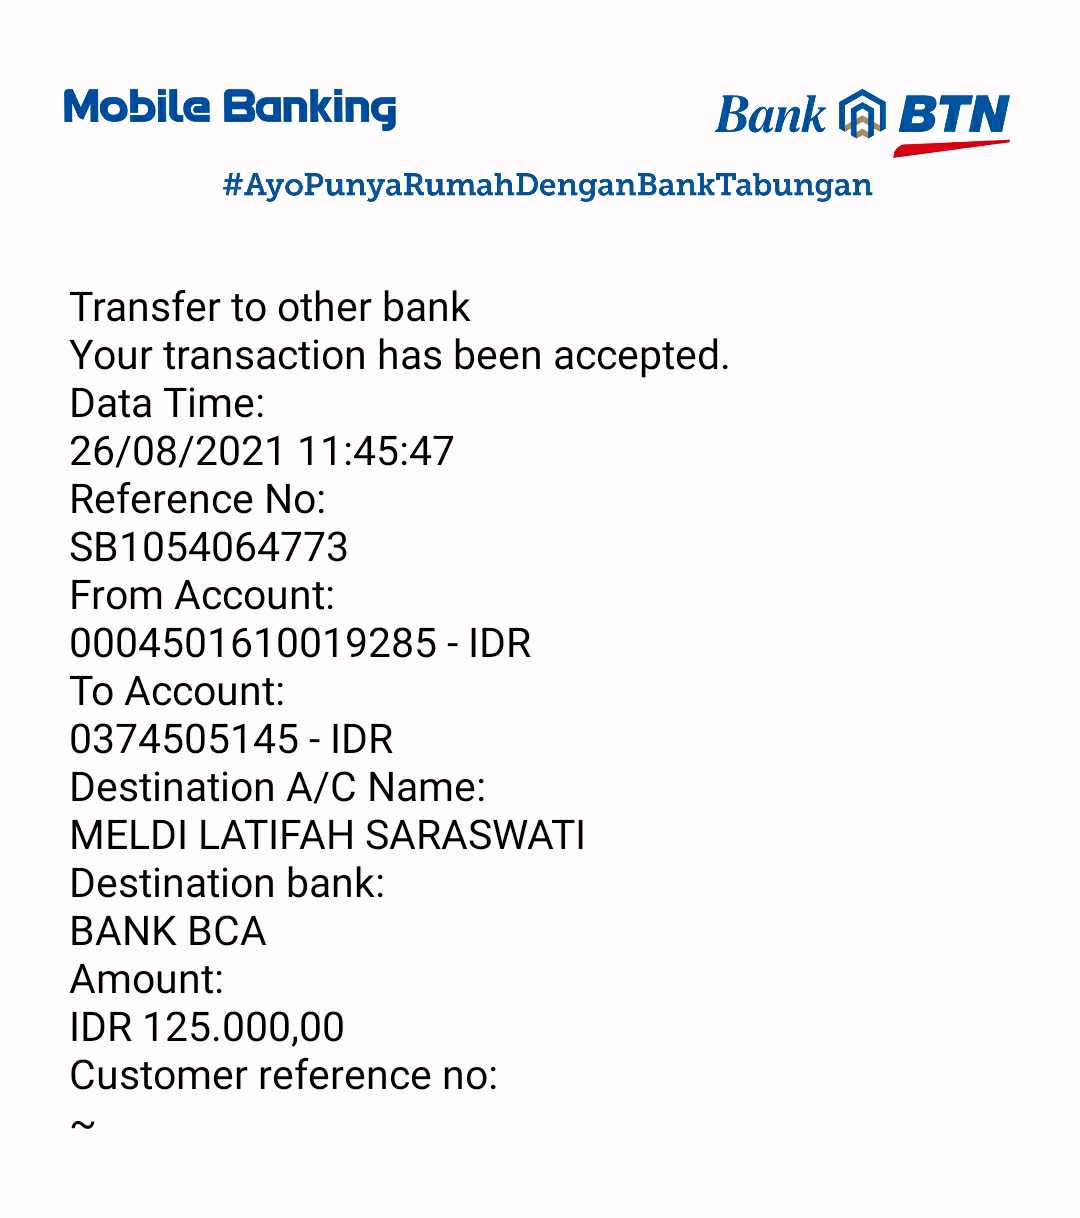 Mobile Banking
Bank BTN
#AyoPunyaRumahDenganBankTabungan
Transfer to other bank
Your transaction has been accepted.
Data Time:
26/08/2021 11:45:47
Reference No:
SB1054064773
From Account:
0004501610019285 - IDR
To Account:
0374505145 - IDR
Destination A/C Name:
MELDI LATIFAH SARASWATI
Destination bank:
BANK BCA
Amount:
IDR 125.000,00
Customer reference no:
~